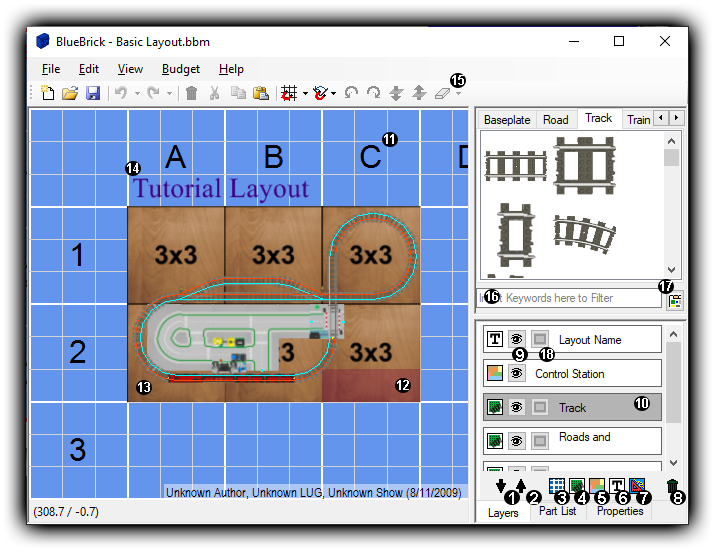 BlueBrick - Basic Layout.bbm
File Edit View Budget Help
15
11
A B C D
14
Tutorial Layout
1
3x3 3x3 3x3
2
3 3x3
13
12
3
Unknown Author, Unknown LUG, Unknown Show (8/11/2009)
(308.7 / -0.7)
Baseplate Road Track Train
17
16 Keywords here to Filter
T Layout Name
9 18
Control Station
Track 10
Roads and
T
1 2 3 4 5 6 7 8
Layers Part List Properties